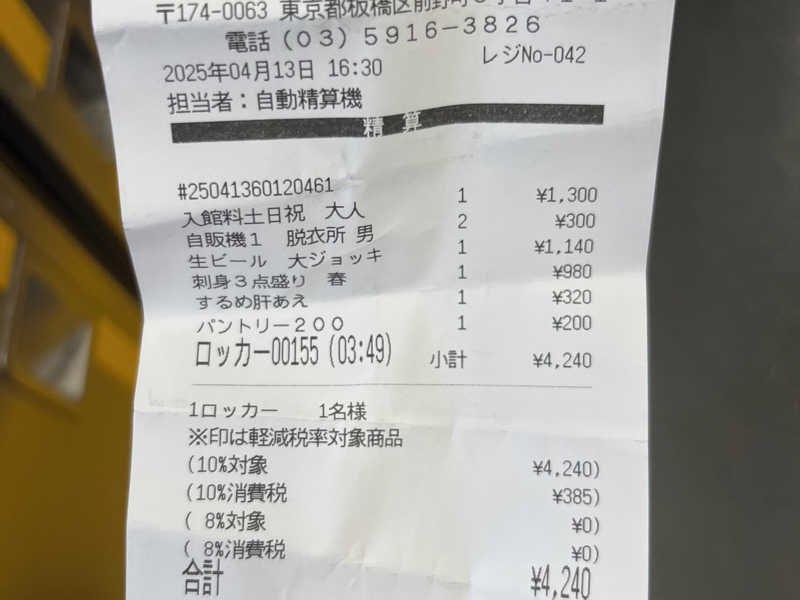 〒174-0063 東京都板橋区前野町
電話(03)5916-3826
2025年04月13日 16:30 レジNo-042
担当者:自動精算機
精 算
#25041360120461
入館料土日祝 大人 1 ¥1,300
自販機1 脱衣所 男 2 ¥300
生ビール 大ジョッキ 1 ¥1,140
刺身3点盛り 春 1 ¥980
するめ肝あえ 1 ¥320
パントリー200 1 ¥200
ロッカー00155 (03:49) 小計 ¥4,240
1ロッカー 1名様
※印は軽減税率対象商品
(10%対象 ¥4,240)
(10%消費税 ¥385)
( 8%対象 ¥0)
( 8%消費税 ¥0)
合計 ¥4,240